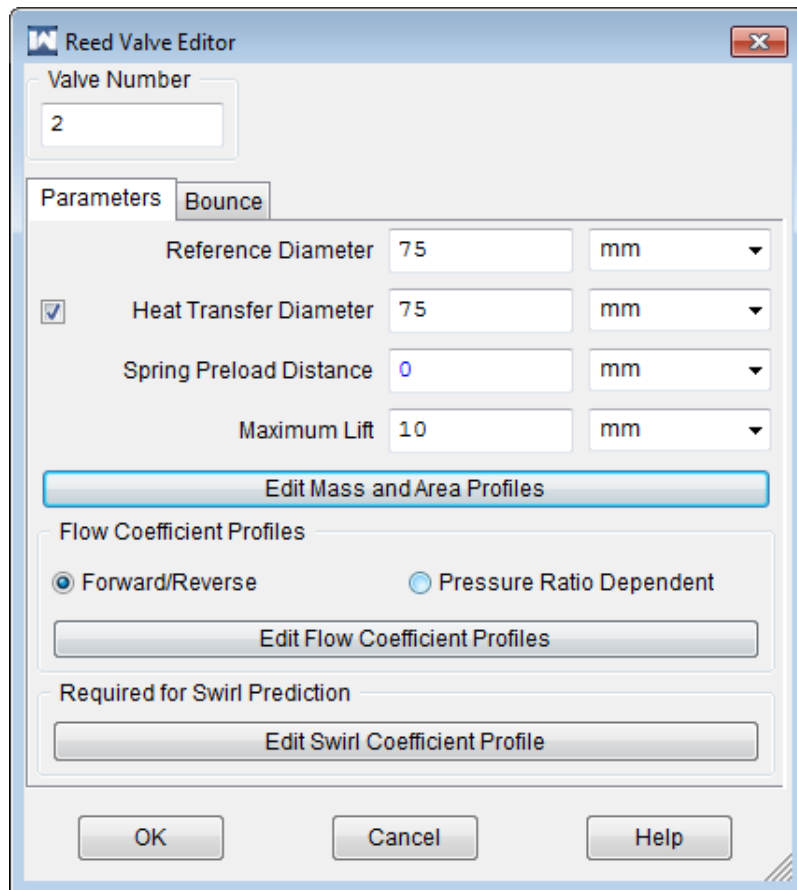 Reed Valve Editor
Valve Number
2
Parameters Bounce
Reference Diameter 75 mm
Heat Transfer Diameter 75 mm
Spring Preload Distance 0 mm
Maximum Lift 10 mm
Edit Mass and Area Profiles
Flow Coefficient Profiles
Forward/Reverse Pressure Ratio Dependent
Edit Flow Coefficient Profiles
Required for Swirl Prediction
Edit Swirl Coefficient Profile
OK Cancel Help